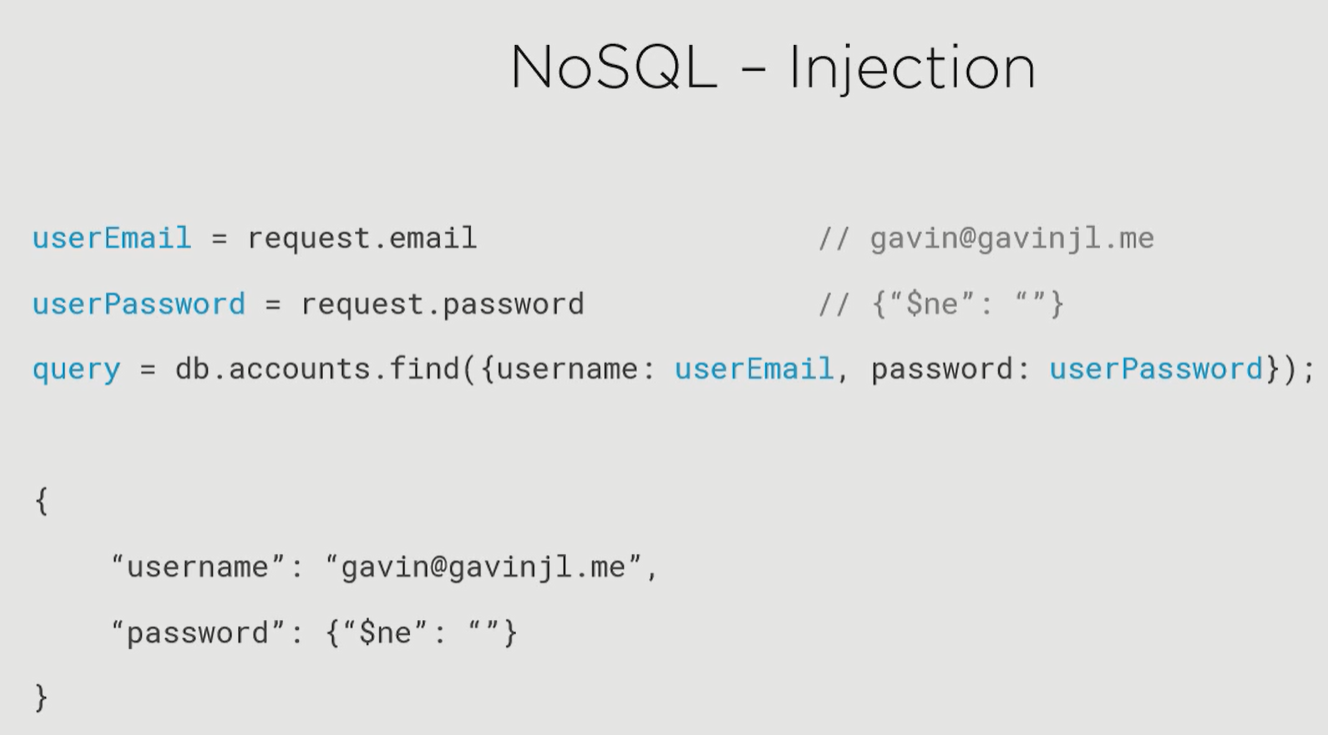 NoSQL – Injection
userEmail = request.email // gavin@gavinjl.me
userPassword = request.password // {“$ne”: “”}
query = db.accounts.find({username: userEmail, password: userPassword});
{
“username”: “gavin@gavinjl.me”,
“password”: {“$ne”: “”}
}